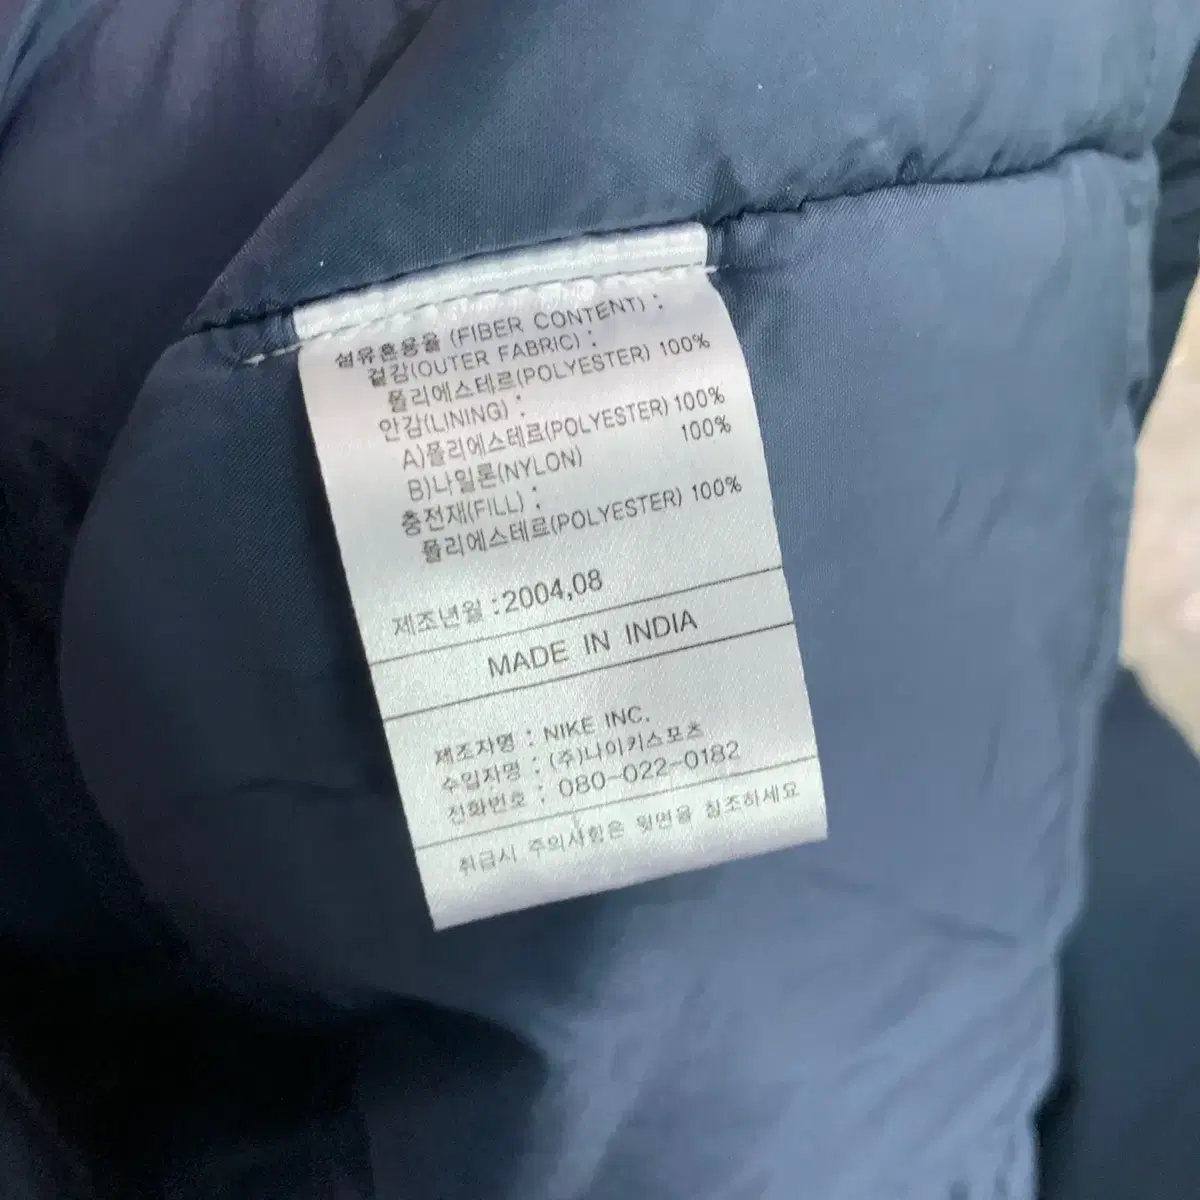 섬유혼용율 (FIBER CONTENT) :
겉감(OUTER FABRIC) :
폴리에스테르(POLYESTER) 100%
안감(LINING) :
A)폴리에스테르(POLYESTER) 100%
B)나일론(NYLON) 100%
충전재(FILL) :
폴리에스테르(POLYESTER) 100%
제조년월 :2004,08
MADE IN INDIA
제조자명 : NIKE INC.
수입자명 : (주)나이키스포츠
전화번호 : 080-022-0182
취급시 주의사항은 뒷면을 참조하세요